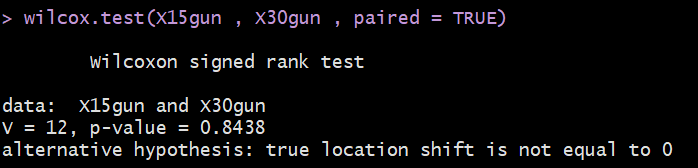 > wilcox.test(X15gun , X30gun , paired = TRUE)
Wilcoxon signed rank test
data:  X15gun and X30gun
V = 12, p-value = 0.8438
alternative hypothesis: true location shift is not equal to 0